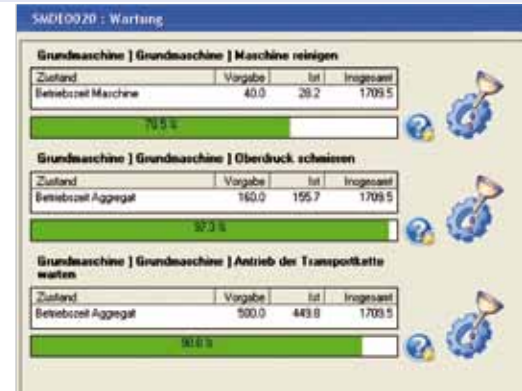 SMDE0020 : Wartung
Grundmaschine ] Grundmaschine ] Maschine reinigen
Zustand Vorgabe Ist Insgesamt
Betriebszeit Maschine 40.0 28.2 1709.5
70.5 %
Grundmaschine ] Grundmaschine ] Oberdruck schmieren
Zustand Vorgabe Ist Insgesamt
Betriebszeit Aggregat 160.0 155.7 1709.5
97.3 %
Grundmaschine ] Grundmaschine ] Antrieb der Transportkette
warten
Zustand Vorgabe Ist Insgesamt
Betriebszeit Aggregat 500.0 449.8 1709.5